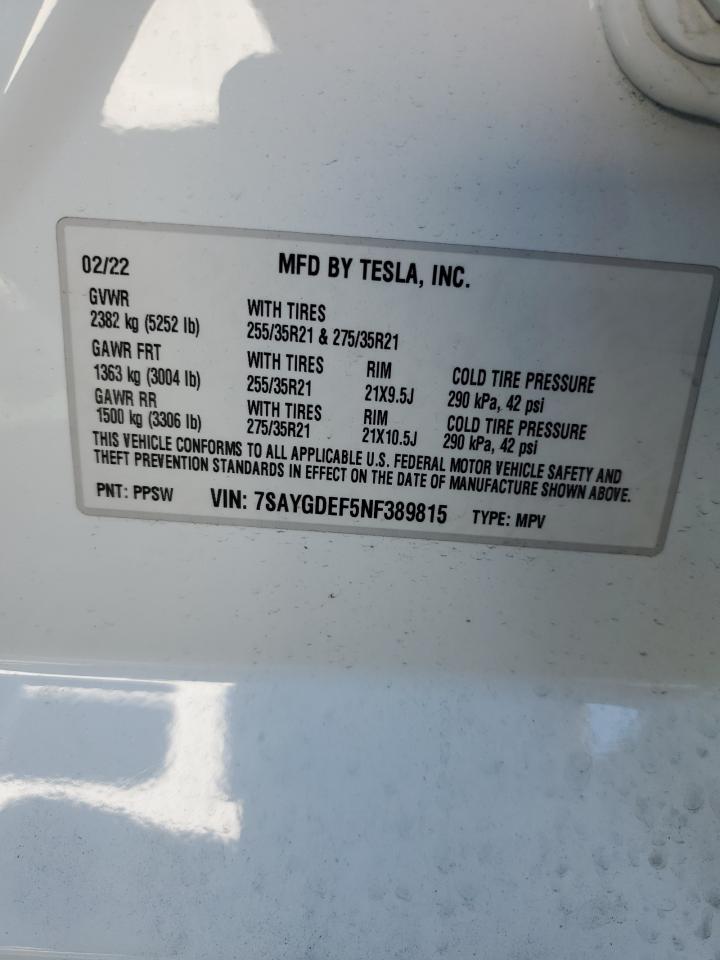 02/22 MFD BY TESLA, INC.
GVWR WITH TIRES
2382 kg (5252 lb) 255/35R21 & 275/35R21
GAWR FRT WITH TIRES RIM COLD TIRE PRESSURE
1363 kg (3004 lb) 255/35R21 21X9.5J 290 kPa, 42 psi
GAWR RR WITH TIRES RIM COLD TIRE PRESSURE
1500 kg (3306 lb) 275/35R21 21X10.5J 290 kPa, 42 psi
THIS VEHICLE CONFORMS TO ALL APPLICABLE U.S. FEDERAL MOTOR VEHICLE SAFETY AND
THEFT PREVENTION STANDARDS IN EFFECT ON THE DATE OF MANUFACTURE SHOWN ABOVE.
PNT: PPSW VIN: 7SAYGDEF5NF389815 TYPE: MPV